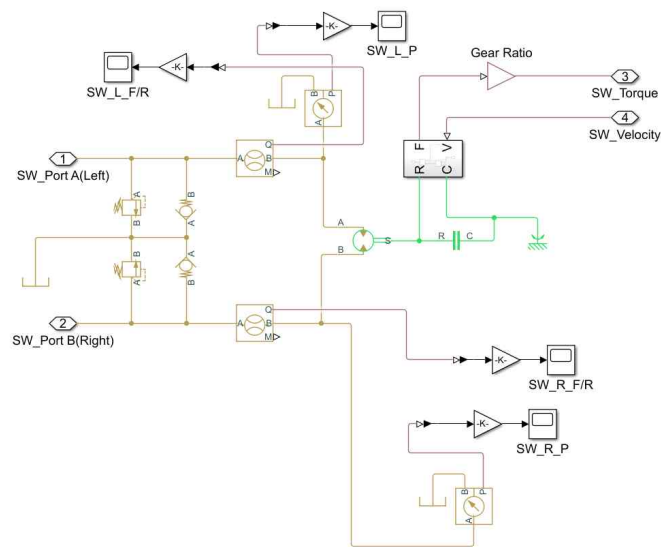 -K-
SW_L_P
Gear Ratio
-K-
SW_L_F/R
3
SW_Torque
B
P
A
4
SW_Velocity
F
V
R
C
1
SW_Port A(Left)
A
Q
B
M
A
B
B
A
A
B
S
R
C
B
A
A
B
2
SW_Port B(Right)
A
Q
B
M
-K-
SW_R_F/R
-K-
SW_R_P
B
P
A